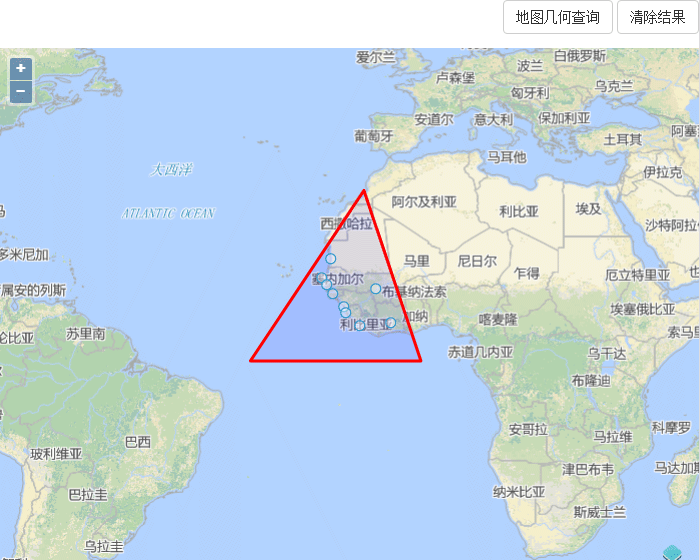 地图几何查询
清除结果
+
−
爱尔兰
波兰
白俄罗斯
卢森堡
乌克兰
匈牙利
安道尔
意大利
保加利亚
葡萄牙
土耳其
阿塞
马耳他
大西洋
伊拉克
阿尔及利亚
ATLANTIC OCEAN
利比亚
埃及
西撒哈拉
沙特阿拉
多米尼加
马里
尼日尔
乍得
厄立特里亚
也
塞内加尔
属安的列斯
布基纳法索
埃塞俄比亚
加纳
喀麦隆
利比里亚
苏里南
索马里
伦比亚
赤道几内亚
乌干达
布隆迪
安哥拉
科摩罗
马拉维
巴西
玻利维亚
津巴布韦
马达加斯
纳米比亚
巴拉圭
斯威士兰
乌拉圭